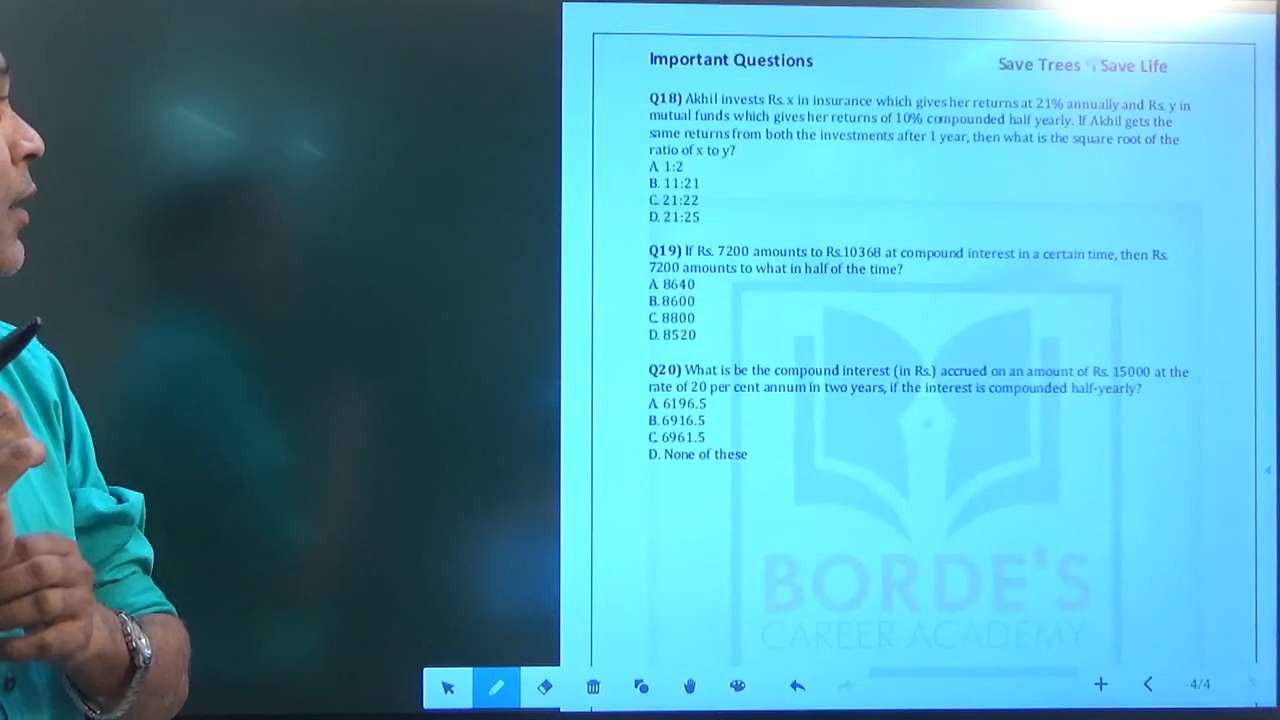 Important Questions
Save Trees Save Life
Q18) Akhil invests Rs. x in insurance which gives her returns at 21% annually and Rs. y in
mutual funds which gives her returns of 10% compounded half yearly. If Akhil gets the
same returns from both the investments after 1 year, then what is the square root of the
ratio of x to y?
A 1:2
B. 11:21
C. 21:22
D. 21:25
Q19) If Rs. 7200 amounts to Rs.10368 at compound interest in a certain time, then Rs.
7200 amounts to what in half of the time?
A 8640
B.8600
C. 8800
D. 8520
Q20) What is be the compound interest (in Rs.) accrued on an amount of Rs. 15000 at the
rate of 20 per cent annum in two years, if the interest is compounded half-yearly?
A. 6196.5
B.6916.5
C. 6961.5
D. None of these
BORDE'S
CAREER ACADEMY
4/4